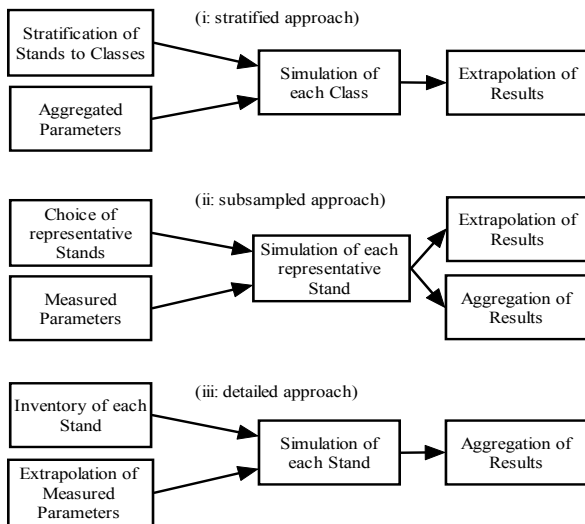 (i: stratified approach)
Stratification of
Stands to Classes
Aggregated
Parameters
Simulation of
each Class
Extrapolation of
Results
(ii: subsampled approach)
Choice of
representative
Stands
Measured
Parameters
Simulation of each
representative
Stand
Extrapolation of
Results
Aggregation of
Results
(iii: detailed approach)
Inventory of each
Stand
Extrapolation of
Measured Parameters
Simulation of
each Stand
Aggregation of
Results